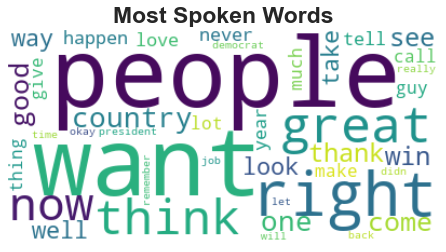 Most Spoken Words
way happen love never democrat take tell see
good give people much call really guy
country lot year great
thing okay president want time job
now look thank win make didn
well think remember right let
one come will back